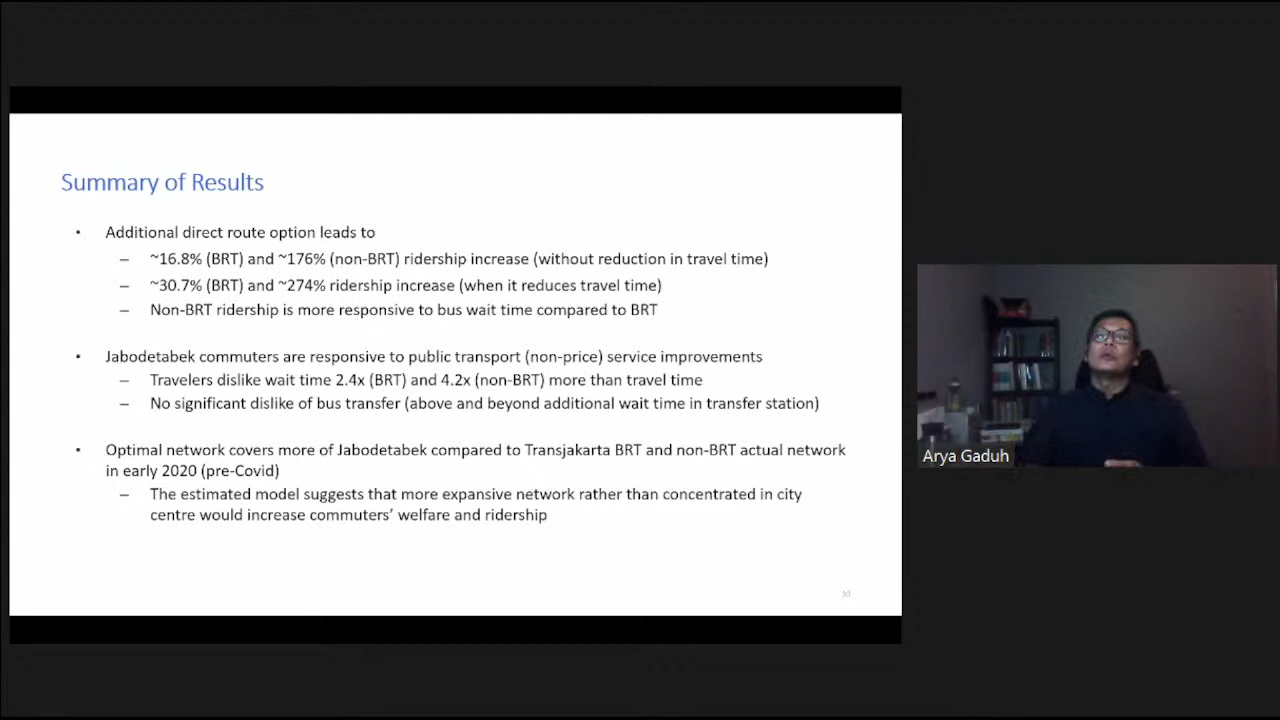 Summary of Results
• Additional direct route option leads to
– ~16.8% (BRT) and ~176% (non-BRT) ridership increase (without reduction in travel time)
– ~30.7% (BRT) and ~274% ridership increase (when it reduces travel time)
– Non-BRT ridership is more responsive to bus wait time compared to BRT
• Jabodetabek commuters are responsive to public transport (non-price) service improvements
– Travelers dislike wait time 2.4x (BRT) and 4.2x (non-BRT) more than travel time
– No significant dislike of bus transfer (above and beyond additional wait time in transfer station)
• Optimal network covers more of Jabodetabek compared to Transjakarta BRT and non-BRT actual network
in early 2020 (pre-Covid)
– The estimated model suggests that more expansive network rather than concentrated in city
centre would increase commuters’ welfare and ridership
Arya Gaduh